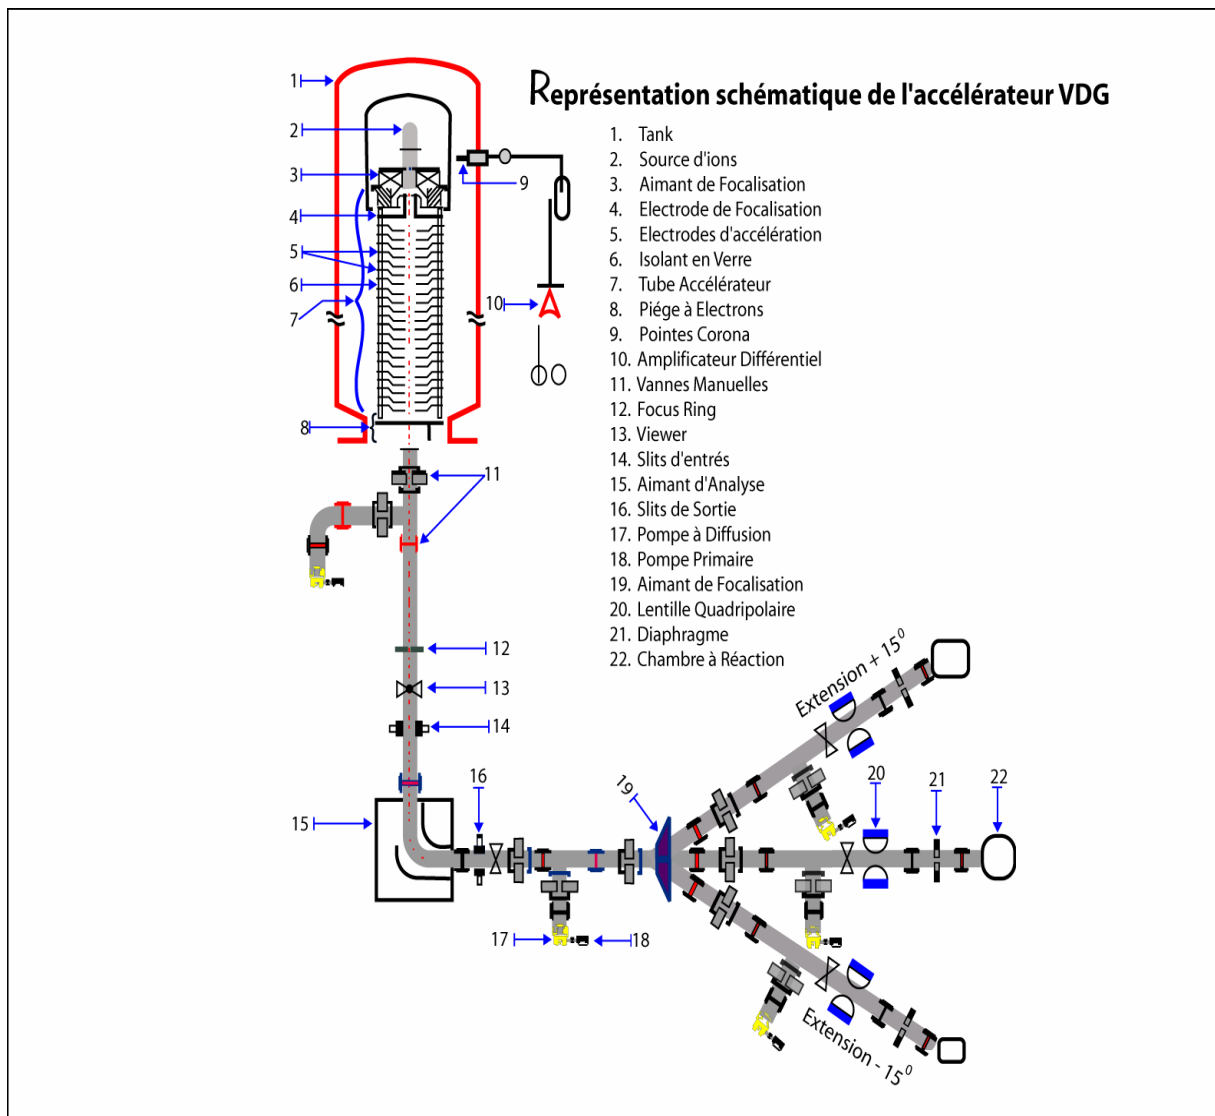 Représentation schématique de l'accélérateur VDG
1. Tank
2. Source d'ions
3. Aimant de Focalisation
4. Electrode de Focalisation
5. Electrodes d'accélération
6. Isolant en Verre
7. Tube Accélérateur
8. Piége à Electrons
9. Pointes Corona
10. Amplificateur Différentiel
11. Vannes Manuelles
12. Focus Ring
13. Viewer
14. Slits d'entrés
15. Aimant d'Analyse
16. Slits de Sortie
17. Pompe à Diffusion
18. Pompe Primaire
19. Aimant de Focalisation
20. Lentille Quadripolaire
21. Diaphragme
22. Chambre à Réaction
1
2
3
9
4
5
6
10
7
8
11
12
13
14
15
16
17
18
19
20
21
22
Extension + 15⁰
Extension - 15⁰